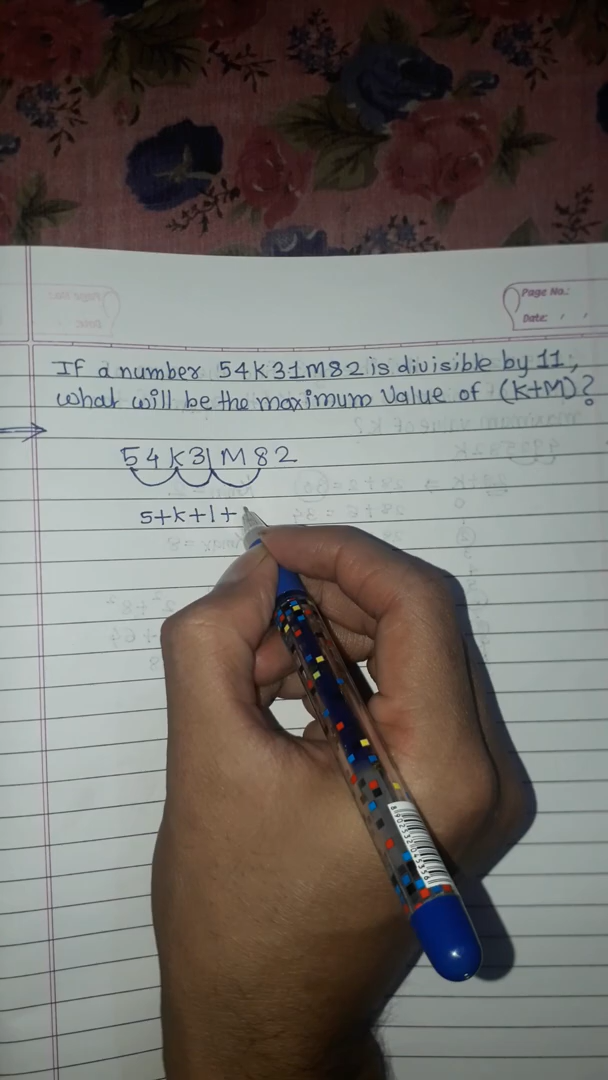 Page No.:
Date: / /
If a number 54K31M82 is divisible by 11,
what will be the maximum value of (K+M)?
54K31M82
5+K+1+
8902532045356